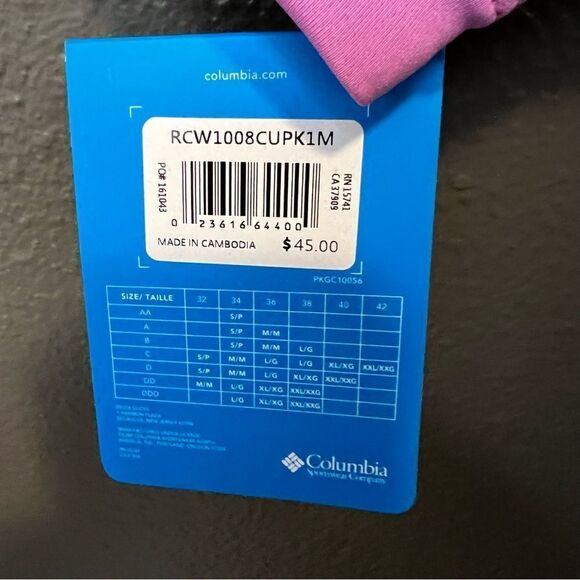 columbia.com
RCW1008CUPK1M
PO# 161043
RN 15741
CA 37909
0 23616 64400
MADE IN CAMBODIA $45.00
PKGC10056
SIZE/ TAILLE 32 34 36 38 40 42
AA S/P
A S/P M/M
B S/P M/M L/G
C S/P M/M L/G L/G XL/XG XXL/XXG
D S/P M/M L/G XL/XG XXL/XXG
DD M/M L/G XL/XG XXL/XXG
DDD L/G XL/XG XXL/XXG
Columbia
Sportswear Company